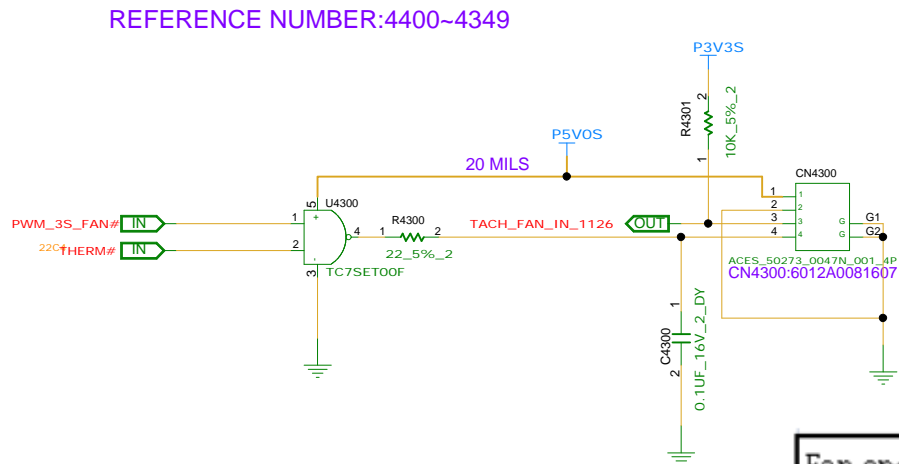 REFERENCE NUMBER:4400~4349
P3V3S
2
R4301
10K_5%_2
1
P5V0S
20 MILS
CN4300
1
2
3
4
G
G
G1
G2
5
U4300
+
PWM_3S_FAN#
IN
1
R4300
TACH_FAN_IN_1126
OUT
4
1
2
THERM#
IN
2
22_5%_2
-
3
TC7SET00F
ACES_50273_0047N_001_4P
CN4300:6012A0081607
1
C4300
2
0.1UF_16V_2_DY